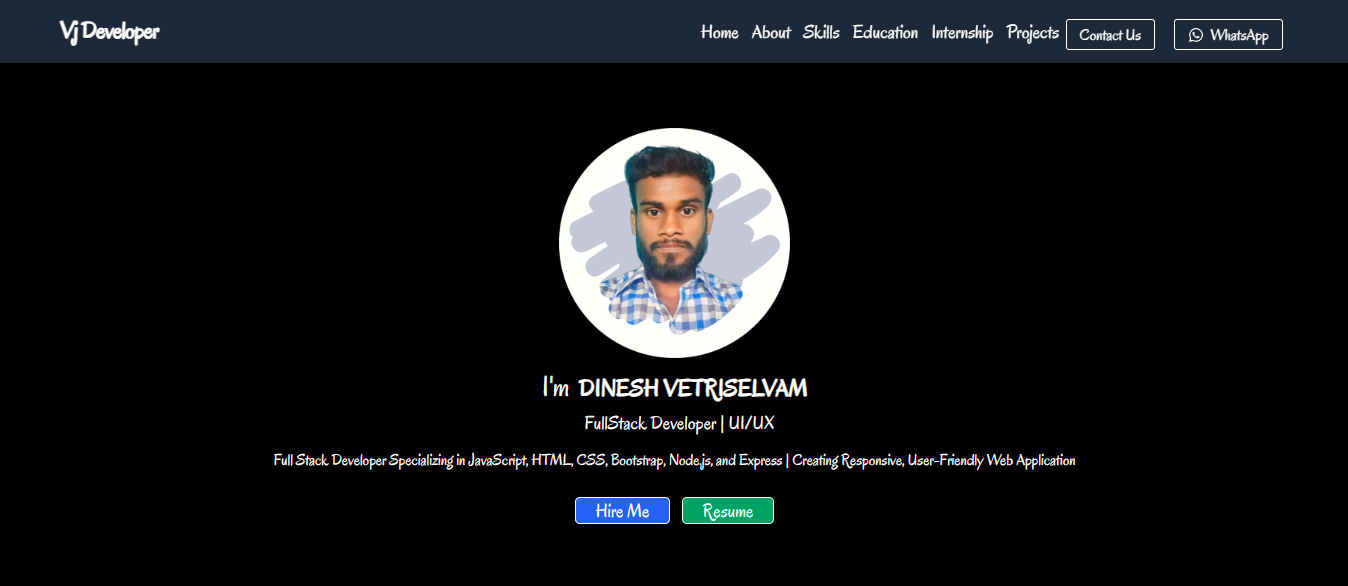 Vj Developer
Home About Skills Education Internship Projects Contact Us WhatsApp
I'm DINESH VETRISELVAM
FullStack Developer | UI/UX
Full Stack Developer Specializing in JavaScript, HTML, CSS, Bootstrap, Node.js, and Express | Creating Responsive, User-Friendly Web Application
Hire Me Resume